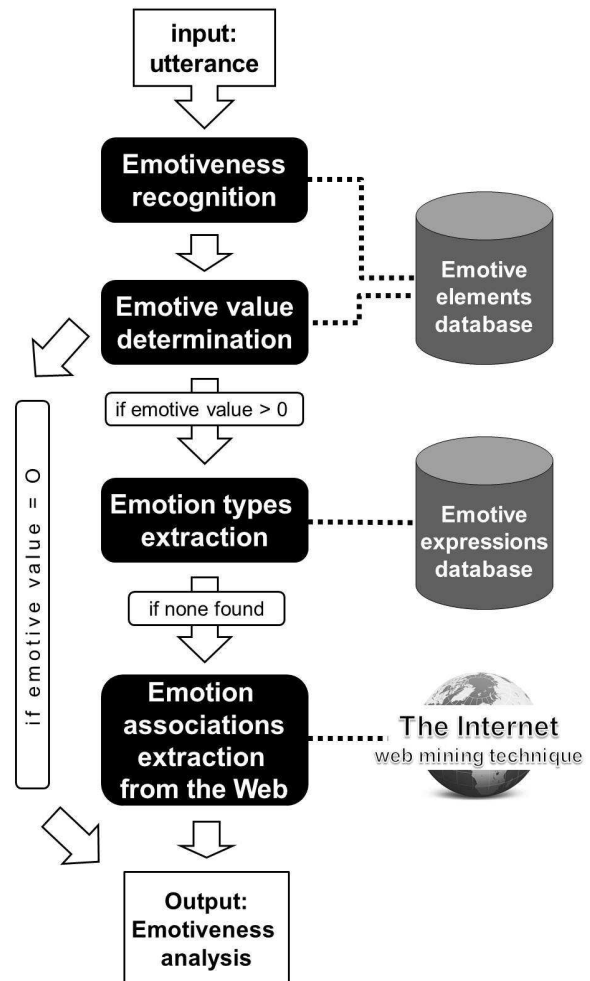 input:
utterance
Emotiveness
recognition
Emotive value
determination
Emotive
elements
database
if emotive value > 0
if emotive value = O
Emotion types
extraction
Emotive
expressions
database
if none found
Emotion
associations
extraction
from the Web
The Internet
web mining technique
Output:
Emotiveness
analysis